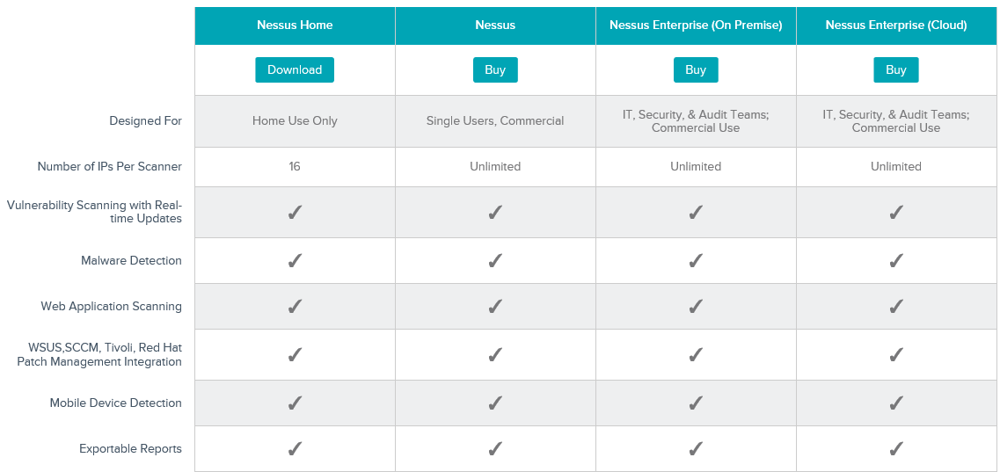 Nessus Home Nessus Nessus Enterprise (On Premise) Nessus Enterprise (Cloud)
Download Buy Buy Buy
Designed For Home Use Only Single Users, Commercial IT, Security, & Audit Teams; IT, Security, & Audit Teams;
Commercial Use Commercial Use
Number of IPs Per Scanner 16 Unlimited Unlimited Unlimited
Vulnerability Scanning with Real-
time Updates ✓ ✓ ✓ ✓
Malware Detection ✓ ✓ ✓ ✓
Web Application Scanning ✓ ✓ ✓ ✓
WSUS,SCCM, Tivoli, Red Hat
Patch Management Integration ✓ ✓ ✓ ✓
Mobile Device Detection ✓ ✓ ✓ ✓
Exportable Reports ✓ ✓ ✓ ✓